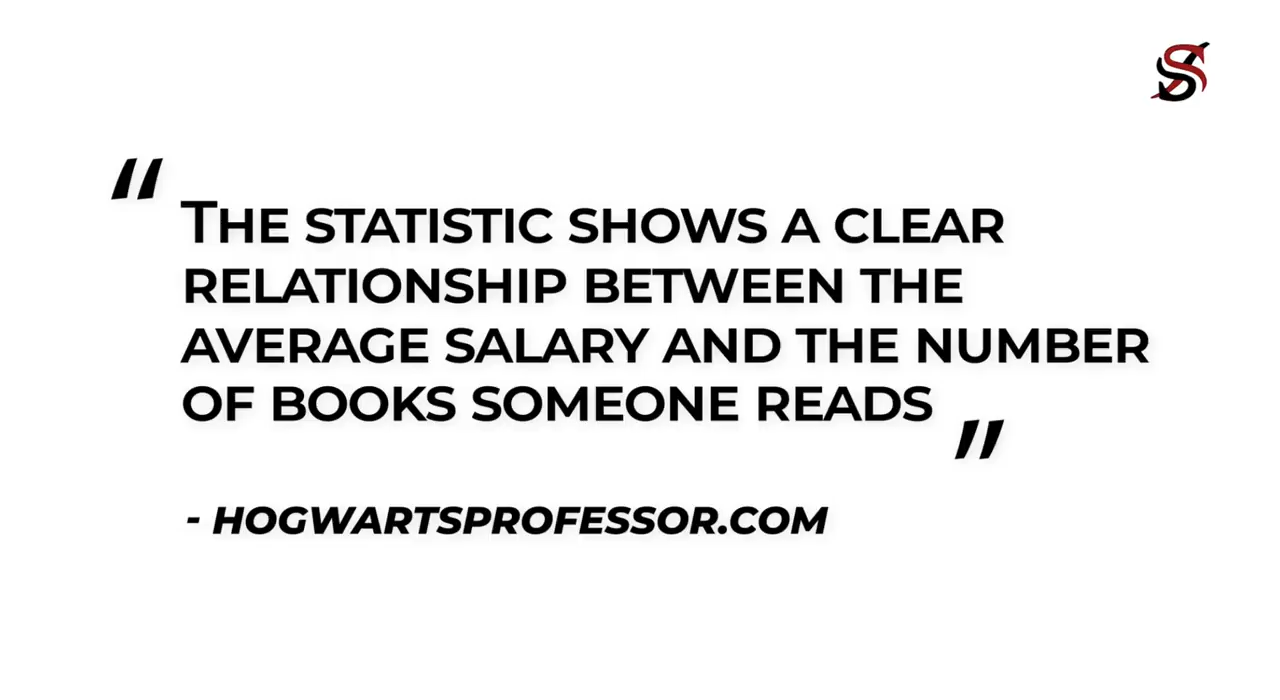 “THE STATISTIC SHOWS A CLEAR
RELATIONSHIP BETWEEN THE
AVERAGE SALARY AND THE NUMBER
OF BOOKS SOMEONE READS”
- HOGWARTSPROFESSOR.COM